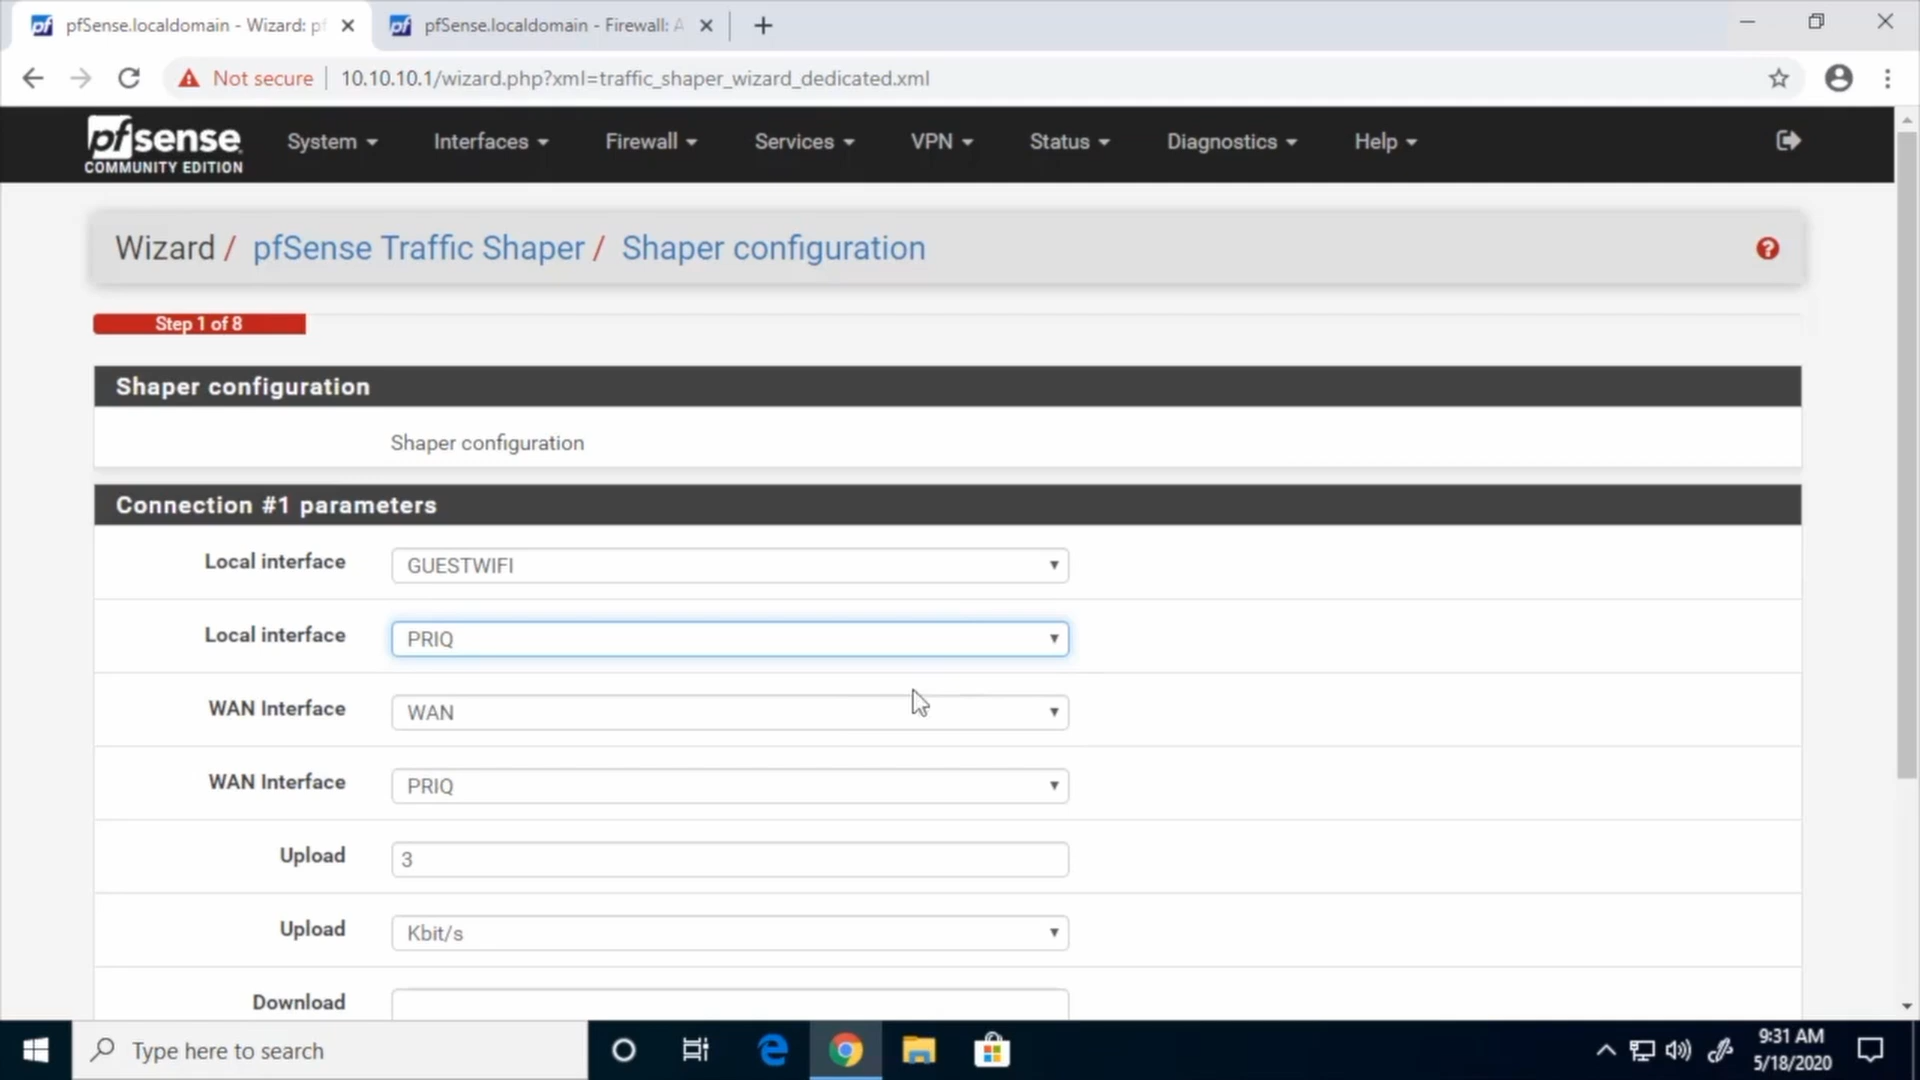 pfSense.localdomain - Wizard: pf
pfSense.localdomain - Firewall: A
Not secure
10.10.10.1/wizard.php?xml=traffic_shaper_wizard_dedicated.xml
pfsense
COMMUNITY EDITION
System
Interfaces
Firewall
Services
VPN
Status
Diagnostics
Help
Wizard / pfSense Traffic Shaper / Shaper configuration
Step 1 of 8
Shaper configuration
Shaper configuration
Connection #1 parameters
Local interface
GUESTWIFI
Local interface
PRIQ
WAN Interface
WAN
WAN Interface
PRIQ
Upload
3
Upload
Kbit/s
Download
Type here to search
9:31 AM
5/18/2020